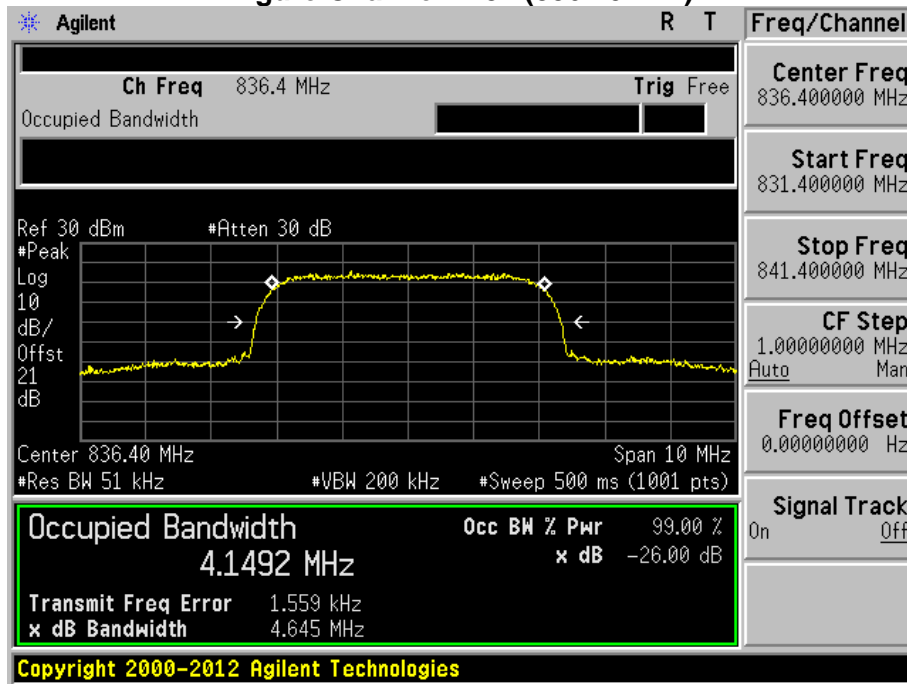 Agilent R T
Freq/Channel
Ch Freq 836.4 MHz Trig Free
Occupied Bandwidth
Center Freq
836.400000 MHz
Start Freq
831.400000 MHz
Stop Freq
841.400000 MHz
CF Step
1.00000000 MHz
Auto Man
Freq Offset
0.00000000 Hz
Signal Track
On Off
Ref 30 dBm #Atten 30 dB
#Peak
Log
10
dB/
Offst
21
dB
Center 836.40 MHz Span 10 MHz
#Res BW 51 kHz #VBW 200 kHz #Sweep 500 ms (1001 pts)
Occupied Bandwidth Occ BW % Pwr 99.00 %
4.1492 MHz x dB -26.00 dB
Transmit Freq Error 1.559 kHz
x dB Bandwidth 4.645 MHz
Copyright 2000-2012 Agilent Technologies